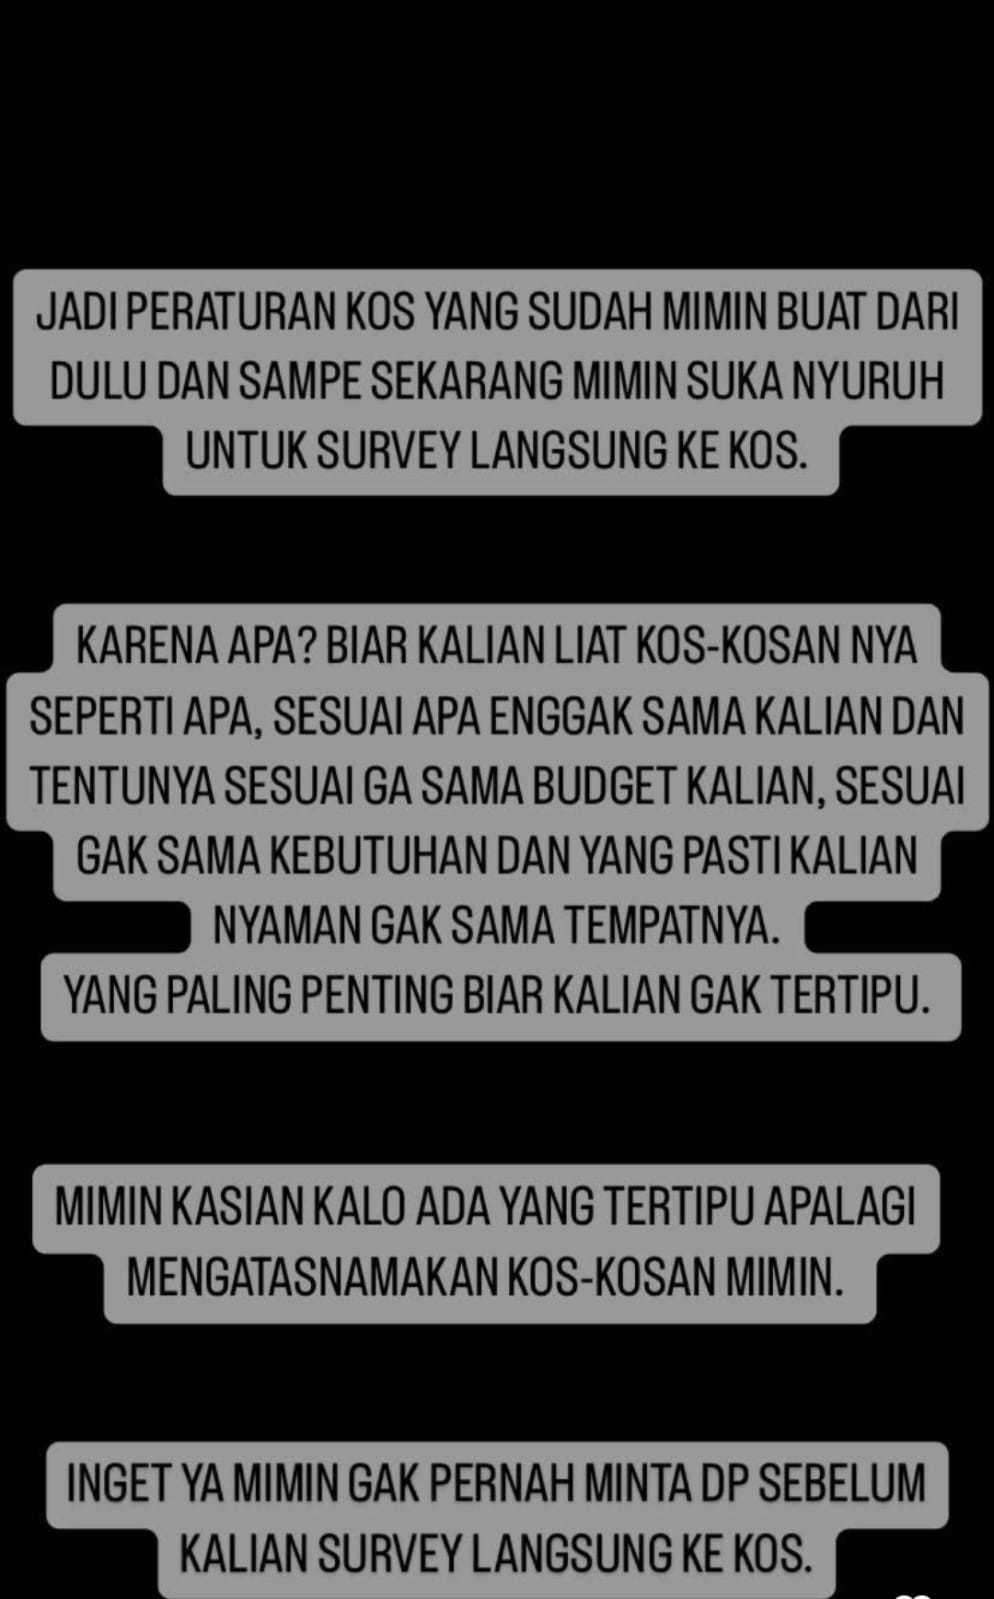 JADI PERATURAN KOS YANG SUDAH MIMIN BUAT DARI
DULU DAN SAMPE SEKARANG MIMIN SUKA NYURUH
UNTUK SURVEY LANGSUNG KE KOS.
KARENA APA? BIAR KALIAN LIAT KOS-KOSAN NYA
SEPERTI APA, SESUAI APA ENGGAK SAMA KALIAN DAN
TENTUNYA SESUAI GA SAMA BUDGET KALIAN, SESUAI
GAK SAMA KEBUTUHAN DAN YANG PASTI KALIAN
NYAMAN GAK SAMA TEMPATNYA.
YANG PALING PENTING BIAR KALIAN GAK TERTIPU.
MIMIN KASIAN KALO ADA YANG TERTIPU APALAGI
MENGATASNAMAKAN KOS-KOSAN MIMIN.
INGET YA MIMIN GAK PERNAH MINTA DP SEBELUM
KALIAN SURVEY LANGSUNG KE KOS.